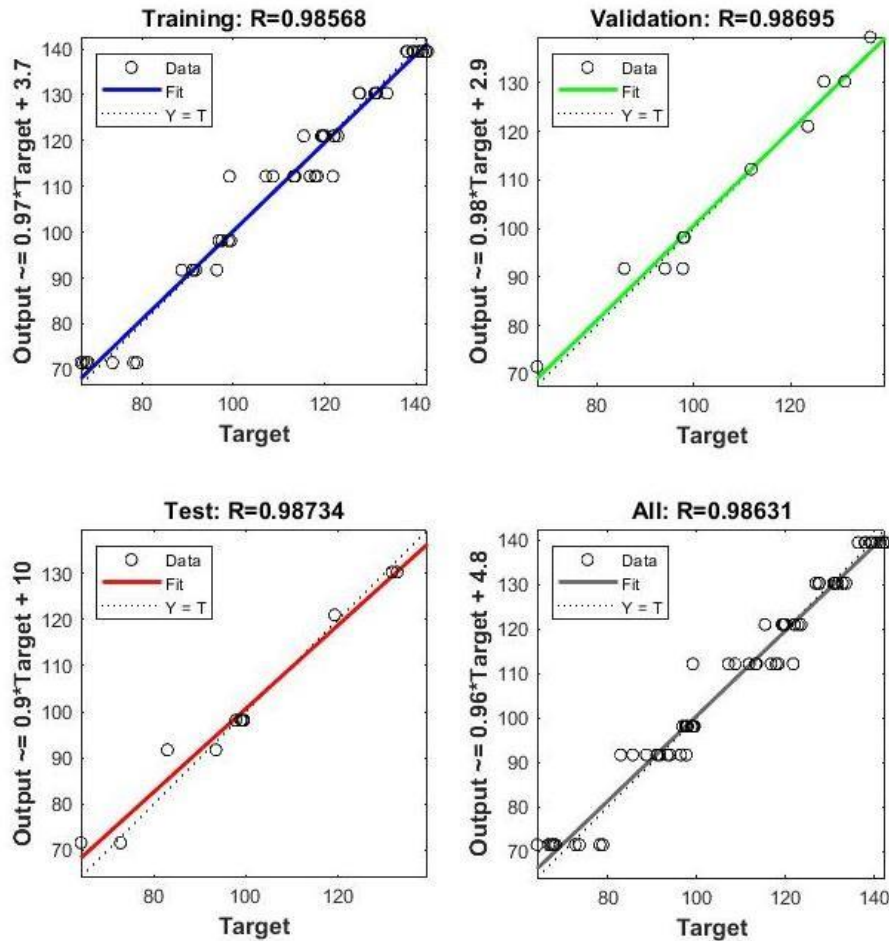 Training: R=0.98568
Output ~= 0.97*Target + 3.7
140
130
120
110
100
90
80
70
Data
Fit
Y = T
80
100
120
140
Target
Validation: R=0.98695
Output ~= 0.98*Target + 2.9
130
120
110
100
90
80
70
Data
Fit
Y = T
80
100
120
Target
Test: R=0.98734
Output ~= 0.9*Target + 10
130
120
110
100
90
80
70
Data
Fit
Y = T
80
100
120
Target
All: R=0.98631
Output ~= 0.96*Target + 4.8
140
130
120
110
100
90
80
70
Data
Fit
Y = T
80
100
120
140
Target